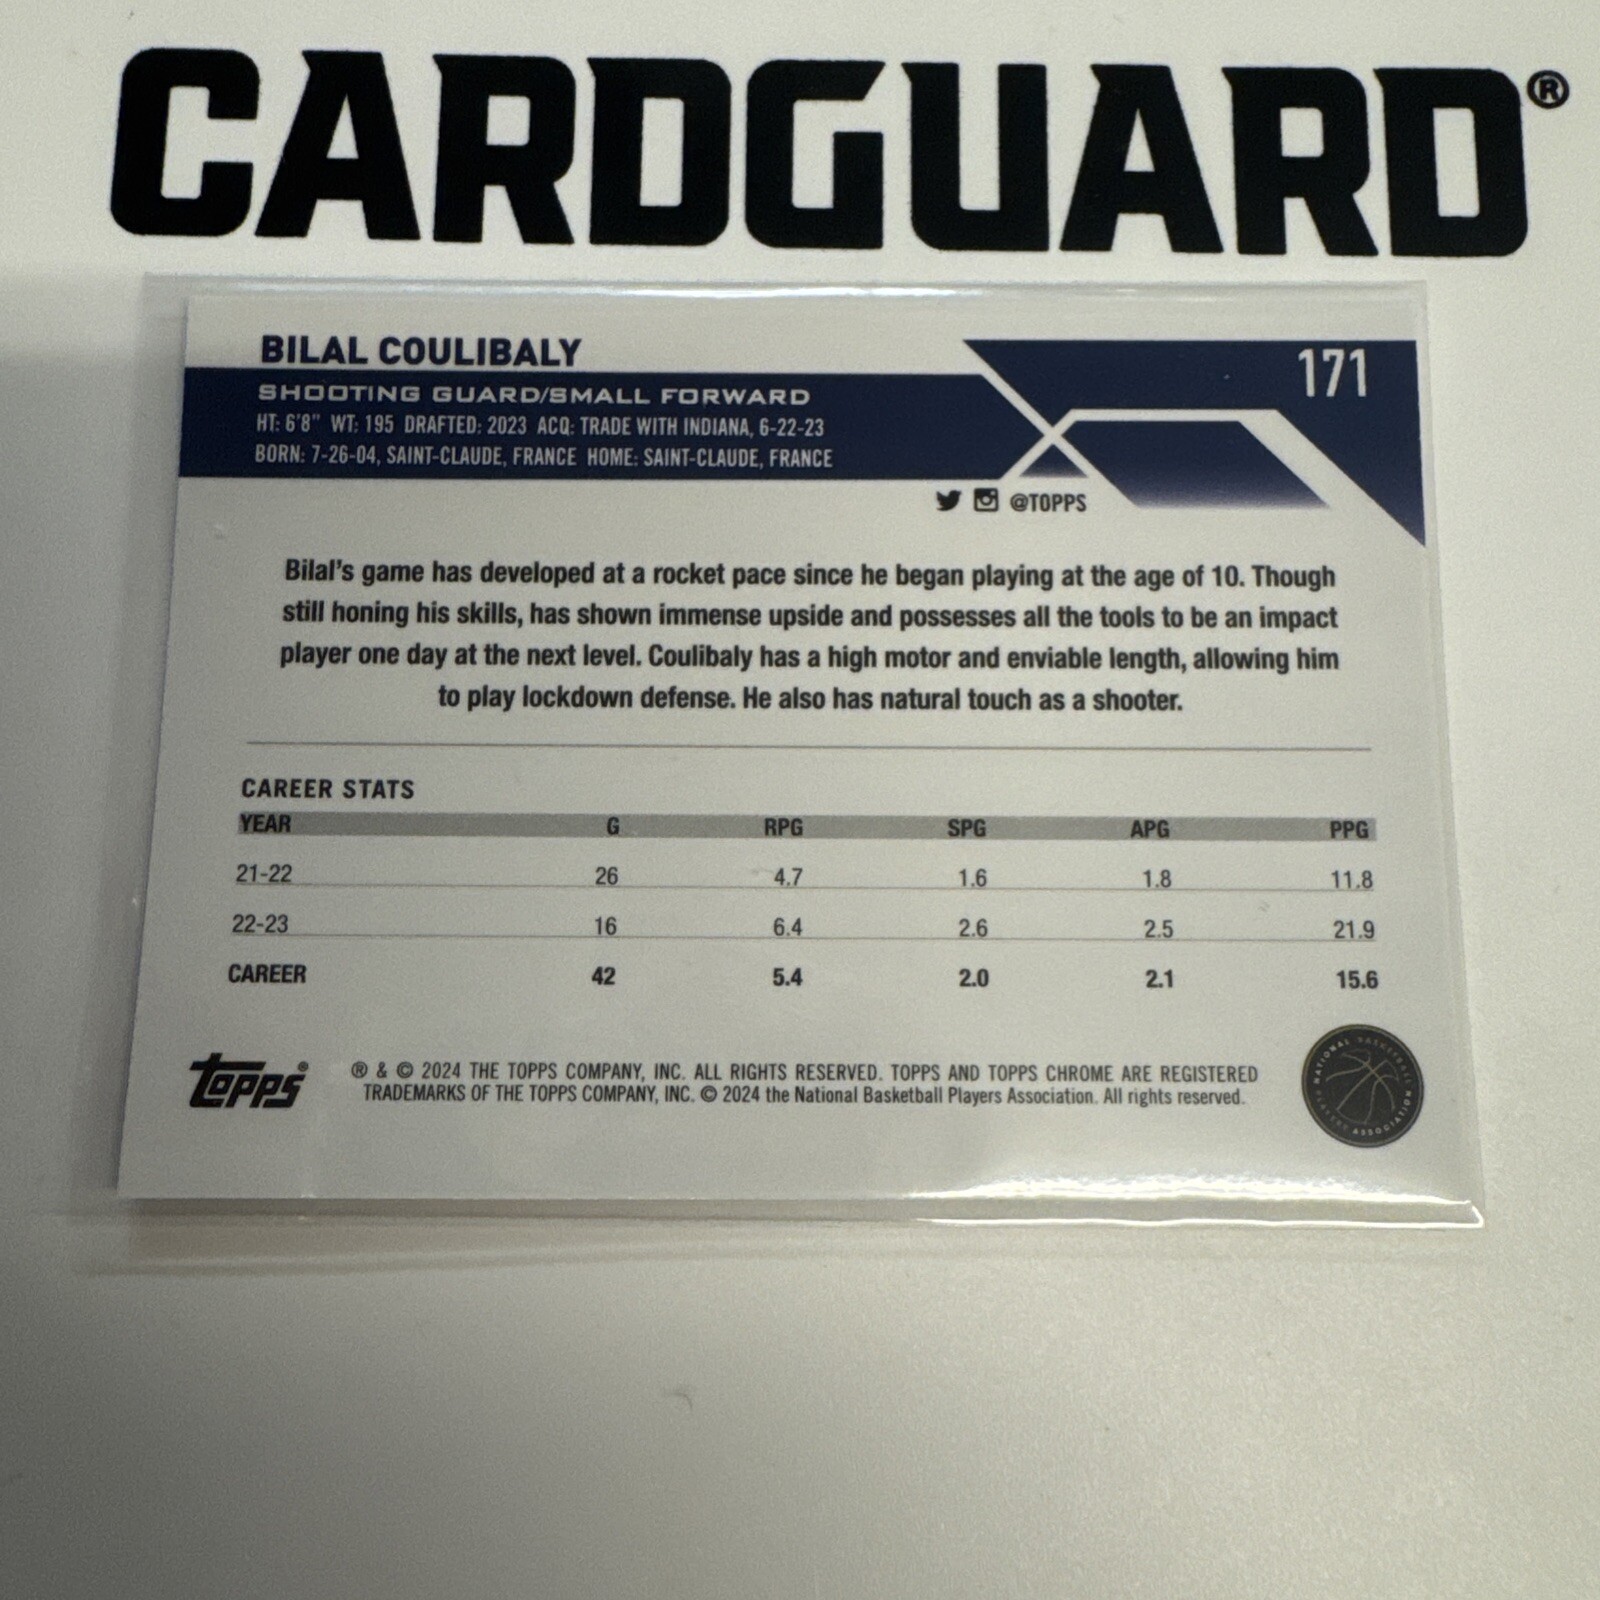 CARDGUARD®
BILAL COULIBALY
171
SHOOTING GUARD/SMALL FORWARD
HT: 6'8" WT: 195 DRAFTED: 2023 ACQ: TRADE WITH INDIANA, 6-22-23
BORN: 7-26-04, SAINT-CLAUDE, FRANCE HOME: SAINT-CLAUDE, FRANCE
@TOPPS
Bilal's game has developed at a rocket pace since he began playing at the age of 10. Though
still honing his skills, has shown immense upside and possesses all the tools to be an impact
player one day at the next level. Coulibaly has a high motor and enviable length, allowing him
to play lockdown defense. He also has natural touch as a shooter.
CAREER STATS
YEAR G RPG SPG APG PPG
21-22 26 4.7 1.6 1.8 11.8
22-23 16 6.4 2.6 2.5 21.9
CAREER 42 5.4 2.0 2.1 15.6
topps®
® & © 2024 THE TOPPS COMPANY, INC. ALL RIGHTS RESERVED. TOPPS AND TOPPS CHROME ARE REGISTERED
TRADEMARKS OF THE TOPPS COMPANY, INC. © 2024 the National Basketball Players Association. All rights reserved.
NATIONAL BASKETBALL
PLAYERS ASSOCIATION